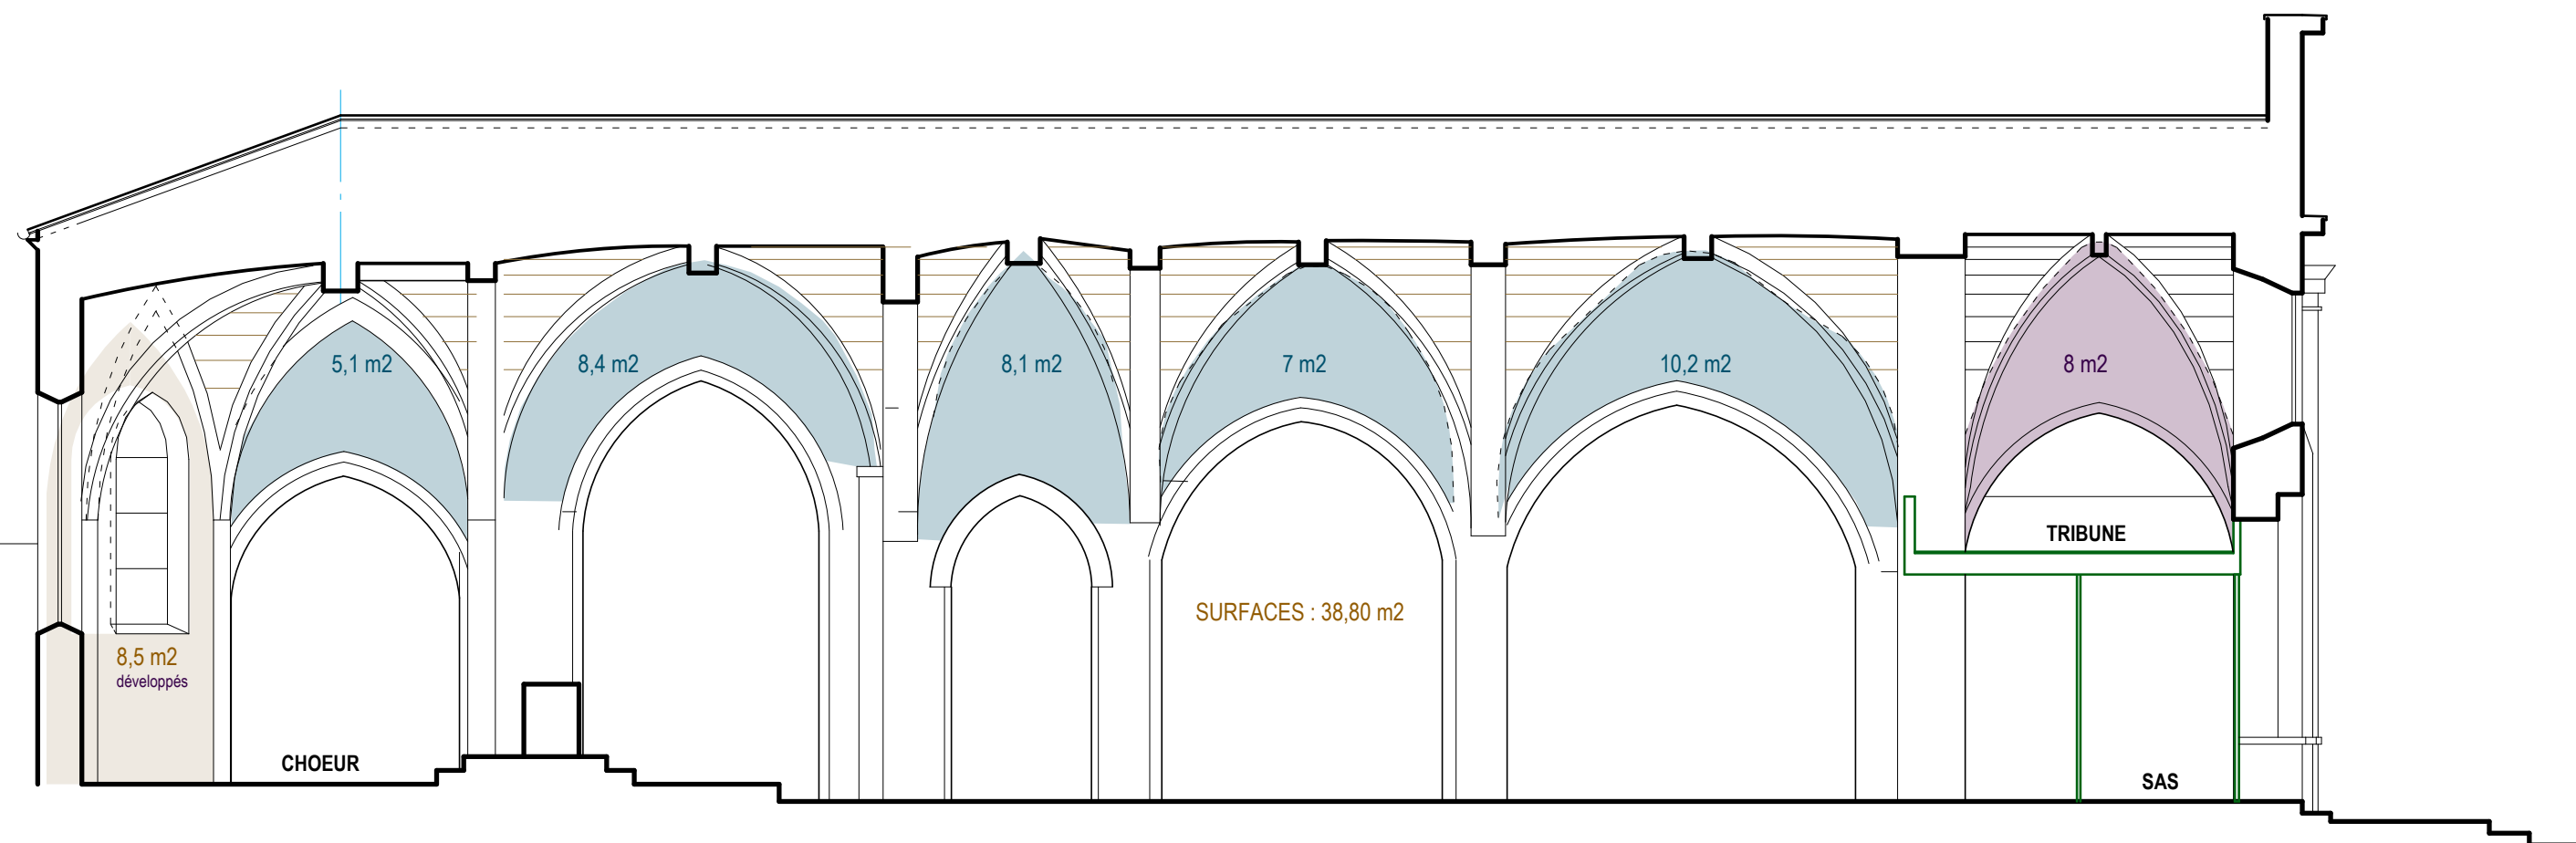 5,1 m2
8,4 m2
8,1 m2
7 m2
10,2 m2
8 m2
TRIBUNE
SURFACES : 38,80 m2
8,5 m2
développés
CHOEUR
SAS